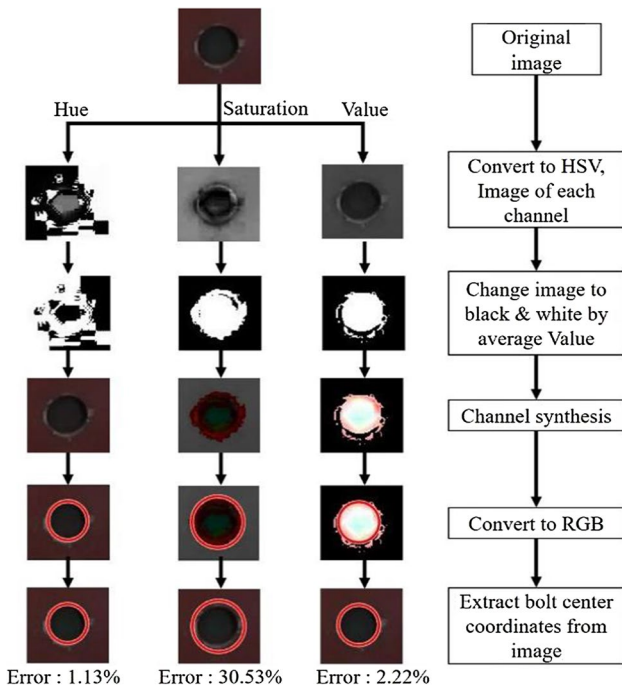 Original
image
Hue
Saturation
Value
Convert to HSV,
Image of each
channel
Change image to
black & white by
average Value
Channel synthesis
Convert to RGB
Extract bolt center
coordinates from
image
Error : 1.13%
Error : 30.53%
Error : 2.22%